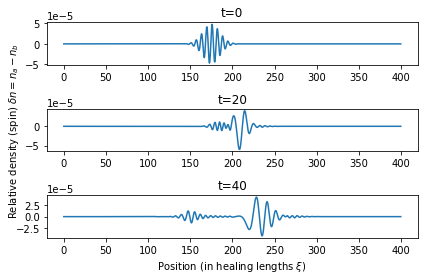 t=0
1e−5
5
0
−5
0 50 100 150 200 250 300 350 400
t=20
1e−5
0
−5
0 50 100 150 200 250 300 350 400
t=40
1e−5
2.5
0.0
−2.5
0 50 100 150 200 250 300 350 400
Relative density (spin) δn = nₐ − n_b
Position (in healing lengths ξ)